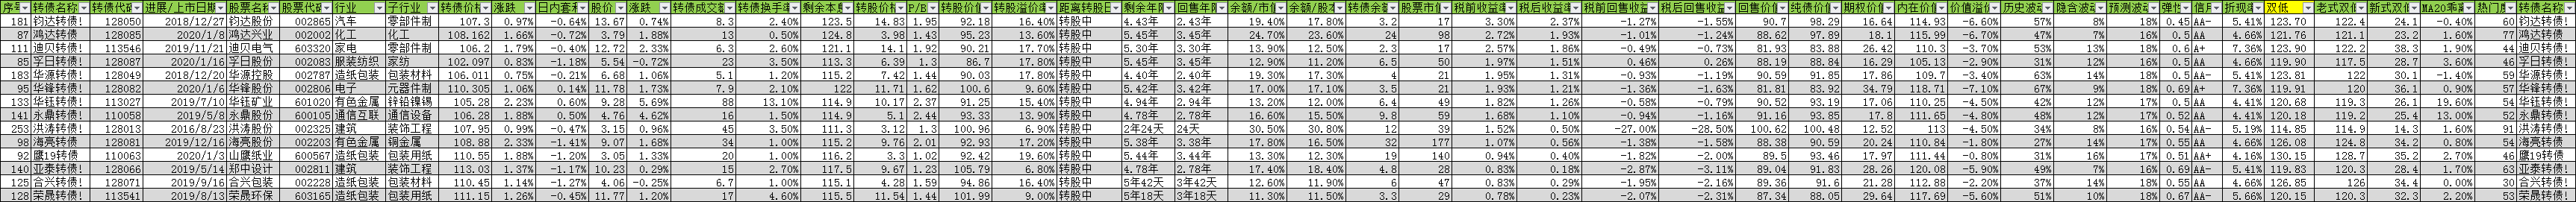 序号 转债名称 转债代码 进展/上市日期 股票名称 股票代码 行业 子行业 转债价格 涨跌 日内套利 股价 涨跌 转债成交额 转债换手率 剩余本息 转股价格 P/B 转股价值 转股溢价率 距离转股日 剩余年限 回售年限 余额/市值 余额/股本 转债余额 股票市值 税前收益率 税后收益率 税前回售收益 税后回售收益 回售价值 纯债价值 期权价值 内在价值 价值溢价 历史波动 隐含波动 预测波动 弹性 信用 折现率 双低 老式双低 新式双低 MA20乖离 热门度 转债名称
181 钧达转债! 128050 2018/12/27 钧达股份 002865 汽车 零部件制 107.3 0.97% -0.64% 13.67 0.74% 8.3 2.40% 123.5 14.83 1.95 92.18 16.40% 转股中 4.43年 2.43年 19.40% 17.80% 3.2 17 3.30% 2.37% -1.27% -1.55% 90.7 98.29 16.64 114.93 -6.60% 57% 8% 18% 0.45 AA- 5.41% 123.70 122.4 24.1 -0.40% 60 钧达转债!
87 鸿达转债! 128085 2020/1/8 鸿达兴业 002002 化工 化工 108.162 1.66% -0.72% 3.79 1.88% 13 0.50% 124.8 3.98 1.43 95.23 13.60% 转股中 5.45年 3.45年 24.70% 23.60% 24 98 2.72% 1.93% -1.01% -1.24% 88.62 97.89 18.1 115.99 -6.70% 47% 7% 16% 0.5 AA 4.66% 121.76 121.1 23.2 1.60% 77 鸿达转债!
111 迪贝转债! 113546 2019/11/21 迪贝电气 603320 家电 零部件制 106.2 1.79% -0.40% 12.72 2.33% 6.3 2.60% 121.1 14.1 1.92 90.21 17.70% 转股中 5.30年 3.30年 13.90% 12.50% 2.3 17 2.57% 1.86% -0.49% -0.73% 81.93 83.88 26.42 110.3 -3.70% 53% 13% 18% 0.6 A+ 7.36% 123.90 122.2 38.3 1.90% 44 迪贝转债!
85 孚日转债! 128087 2020/1/16 孚日股份 002083 服装纺织 家纺 102.097 0.83% -1.18% 5.54 -0.72% 23 3.50% 113.3 6.39 1.3 86.7 17.80% 转股中 5.45年 3.45年 12.90% 11.20% 6.5 50 1.97% 1.51% 0.46% 0.26% 88.19 88.84 16.29 105.13 -2.90% 31% 12% 16% 0.5 AA 4.66% 119.90 117.5 28.7 3.60% 46 孚日转债!
183 华源转债! 128049 2018/12/20 华源控股 002787 造纸包装 包装材料 106.011 0.75% -0.21% 6.68 1.06% 5.1 1.20% 115.2 7.42 1.44 90.03 17.80% 转股中 4.40年 2.40年 19.30% 17.30% 4 21 1.95% 1.31% -0.93% -1.19% 90.59 91.85 17.86 109.7 -3.40% 63% 14% 18% 0.5 AA- 5.41% 123.81 122 30.1 -1.40% 59 华源转债!
95 华锋转债! 128082 2020/1/6 华锋股份 002806 电子 元器件制 110.305 1.06% 0.14% 11.78 1.73% 7.9 2.10% 122 11.71 1.62 100.6 9.60% 转股中 5.42年 3.42年 17.00% 17.10% 3.5 21 1.93% 1.21% -1.36% -1.63% 81.81 83.92 34.79 118.71 -7.10% 67% 9% 18% 0.69 A+ 7.36% 119.91 120 36.1 0.90% 57 华锋转债!
133 华钰转债! 113027 2019/7/10 华钰矿业 601020 有色金属 锌铅镍锡 105.28 2.23% 0.60% 9.28 5.69% 88 13.10% 114.9 10.17 2.37 91.25 15.40% 转股中 4.94年 2.94年 13.20% 12.00% 6.4 49 1.82% 1.26% -0.58% -0.79% 90.52 93.19 17.06 110.25 -4.50% 42% 12% 17% 0.5 AA 4.41% 120.68 119.3 26.1 19.60% 54 华钰转债!
141 永鼎转债! 110058 2019/5/8 永鼎股份 600105 通信互联 通信设备 106.28 1.88% 0.50% 4.76 4.62% 16 1.50% 114.9 5.1 2.44 93.33 13.90% 转股中 4.78年 2.78年 16.60% 15.50% 9.8 59 1.68% 1.10% -0.94% -1.16% 91.16 93.85 17.8 111.65 -4.80% 48% 12% 17% 0.52 AA 4.41% 120.18 119.2 25.4 13.00% 52 永鼎转债!
253 洪涛转债! 128013 2016/8/23 洪涛股份 002325 建筑 装饰工程 107.95 0.99% -0.47% 3.15 0.96% 45 3.50% 111.3 3.12 1.3 100.96 6.90% 转股中 2年24天 24天 30.50% 30.80% 12 39 1.52% 0.50% -27.00% -28.50% 100.62 100.48 12.52 113 -4.50% 34% 8% 16% 0.54 AA- 5.19% 114.85 114.9 14.3 1.60% 91 洪涛转债!
98 海亮转债 128081 2019/12/16 海亮股份 002203 有色金属 铜金属 108.88 2.33% -1.41% 9.07 1.68% 34 1.00% 115.2 9.76 2.01 92.93 17.20% 转股中 5.38年 3.38年 17.80% 16.50% 32 177 1.07% 0.56% -1.38% -1.58% 88.38 90.59 20.24 110.84 -1.80% 27% 14% 17% 0.55 AA 4.66% 126.08 124.8 34.2 0.80% 54 海亮转债
92 鹰19转债 110063 2020/1/3 山鹰纸业 600567 造纸包装 包装用纸 110.55 1.88% -1.20% 3.05 1.33% 20 1.00% 116.2 3.3 1.02 92.42 19.60% 转股中 5.44年 3.44年 13.30% 12.30% 19 140 0.94% 0.40% -1.82% -2.00% 89.5 93.46 17.97 111.44 -0.80% 31% 16% 17% 0.51 AA+ 4.16% 130.15 128.7 35.2 2.70% 46 鹰19转债
140 亚泰转债! 128066 2019/5/14 郑中设计 002811 建筑 装饰工程 113.03 1.37% -1.17% 10.23 0.29% 15 2.70% 117.5 9.67 1.23 105.79 6.80% 转股中 4.78年 2.78年 17.40% 18.40% 4.8 28 0.83% 0.18% -2.87% -3.11% 89.04 91.83 28.26 120.08 -5.90% 49% 7% 16% 0.69 AA- 5.41% 119.83 120.3 28.4 1.70% 63 亚泰转债!
125 合兴转债! 128071 2019/9/16 合兴包装 002228 造纸包装 包装材料 110.45 1.14% -1.27% 4.06 -0.25% 6.7 1.00% 115.1 4.28 1.59 94.86 16.40% 转股中 5年42天 3年42天 12.60% 11.90% 6 47 0.83% 0.29% -1.95% -2.16% 89.36 91.6 21.28 112.88 -2.20% 37% 14% 18% 0.55 AA 4.66% 126.85 126 34.4 0.00% 30 合兴转债!
128 荣晟转债! 113541 2019/8/13 荣晟环保 603165 造纸包装 包装用纸 111.15 1.26% -0.45% 11.77 1.20% 17 4.60% 115.5 11.54 1.44 101.99 9.00% 转股中 5年18天 3年18天 11.30% 11.50% 3.3 29 0.78% 0.23% -2.07% -2.31% 87.34 88.05 29.64 117.69 -5.60% 51% 10% 18% 0.67 AA- 5.66% 120.15 120.3 32.3 2.20% 53 荣晟转债!